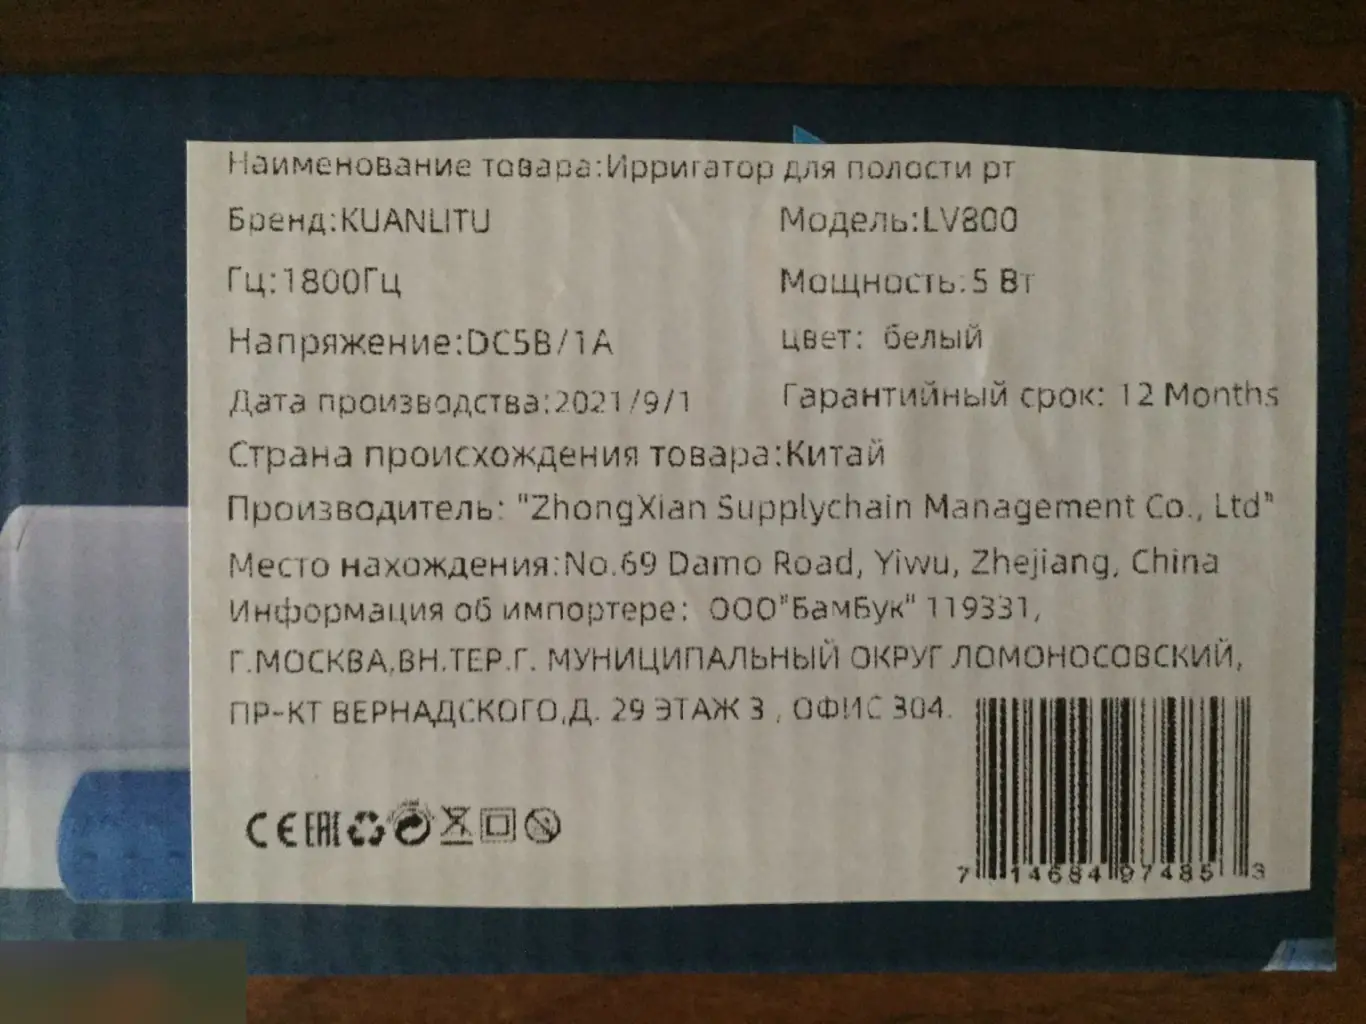 Наименование товара:Ирригатор для полости рт
Бренд:KUANLITU Модель:LV800
Гц:1800Гц Мощность:5 Вт
Напряжение:DC5В/1А цвет: белый
Дата производства:2021/9/1 Гарантийный срок: 12 Months
Страна происхождения товара:Китай
Производитель: "ZhongXian Supplychain Management Co., Ltd"
Место нахождения:No.69 Damo Road, Yiwu, Zhejiang, China
Информация об импортере: ООО"БамБук" 119331,
Г.МОСКВА,ВН.ТЕР.Г. МУНИЦИПАЛЬНЫЙ ОКРУГ ЛОМОНОСОВСКИЙ,
ПР-КТ ВЕРНАДСКОГО,Д. 29 ЭТАЖ 3 , ОФИС 304.
CE EAC
7 14684 97485 3